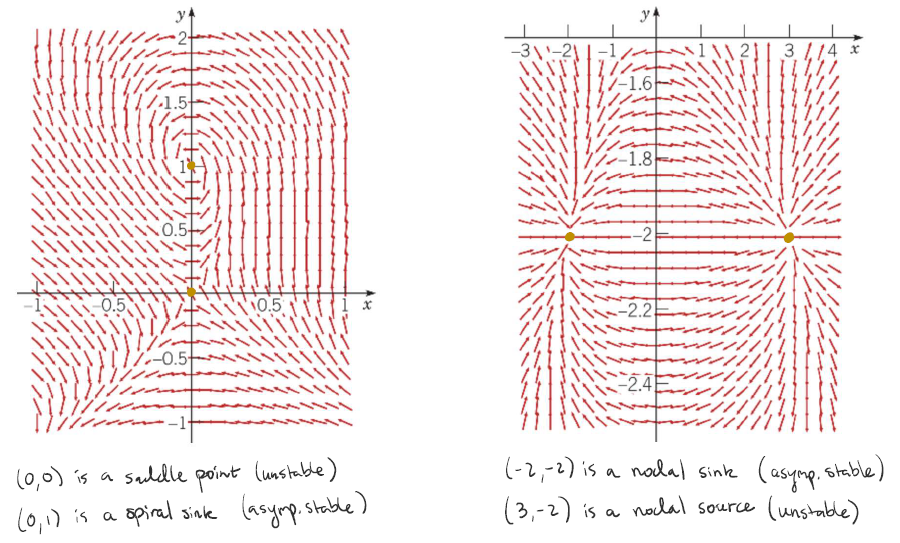 y
2
1.5
1
0.5
-1
-0.5
0.5
1
x
-0.5
-1
y
-3
-2
-1
1
2
3
4
x
-1.6
-1.8
-2
-2.2
-2.4
(0,0) is a saddle point (unstable)
(0,1) is a spiral sink (asymp. stable)
(-2,-2) is a nodal sink (asymp. stable)
(3,-2) is a nodal source (unstable)